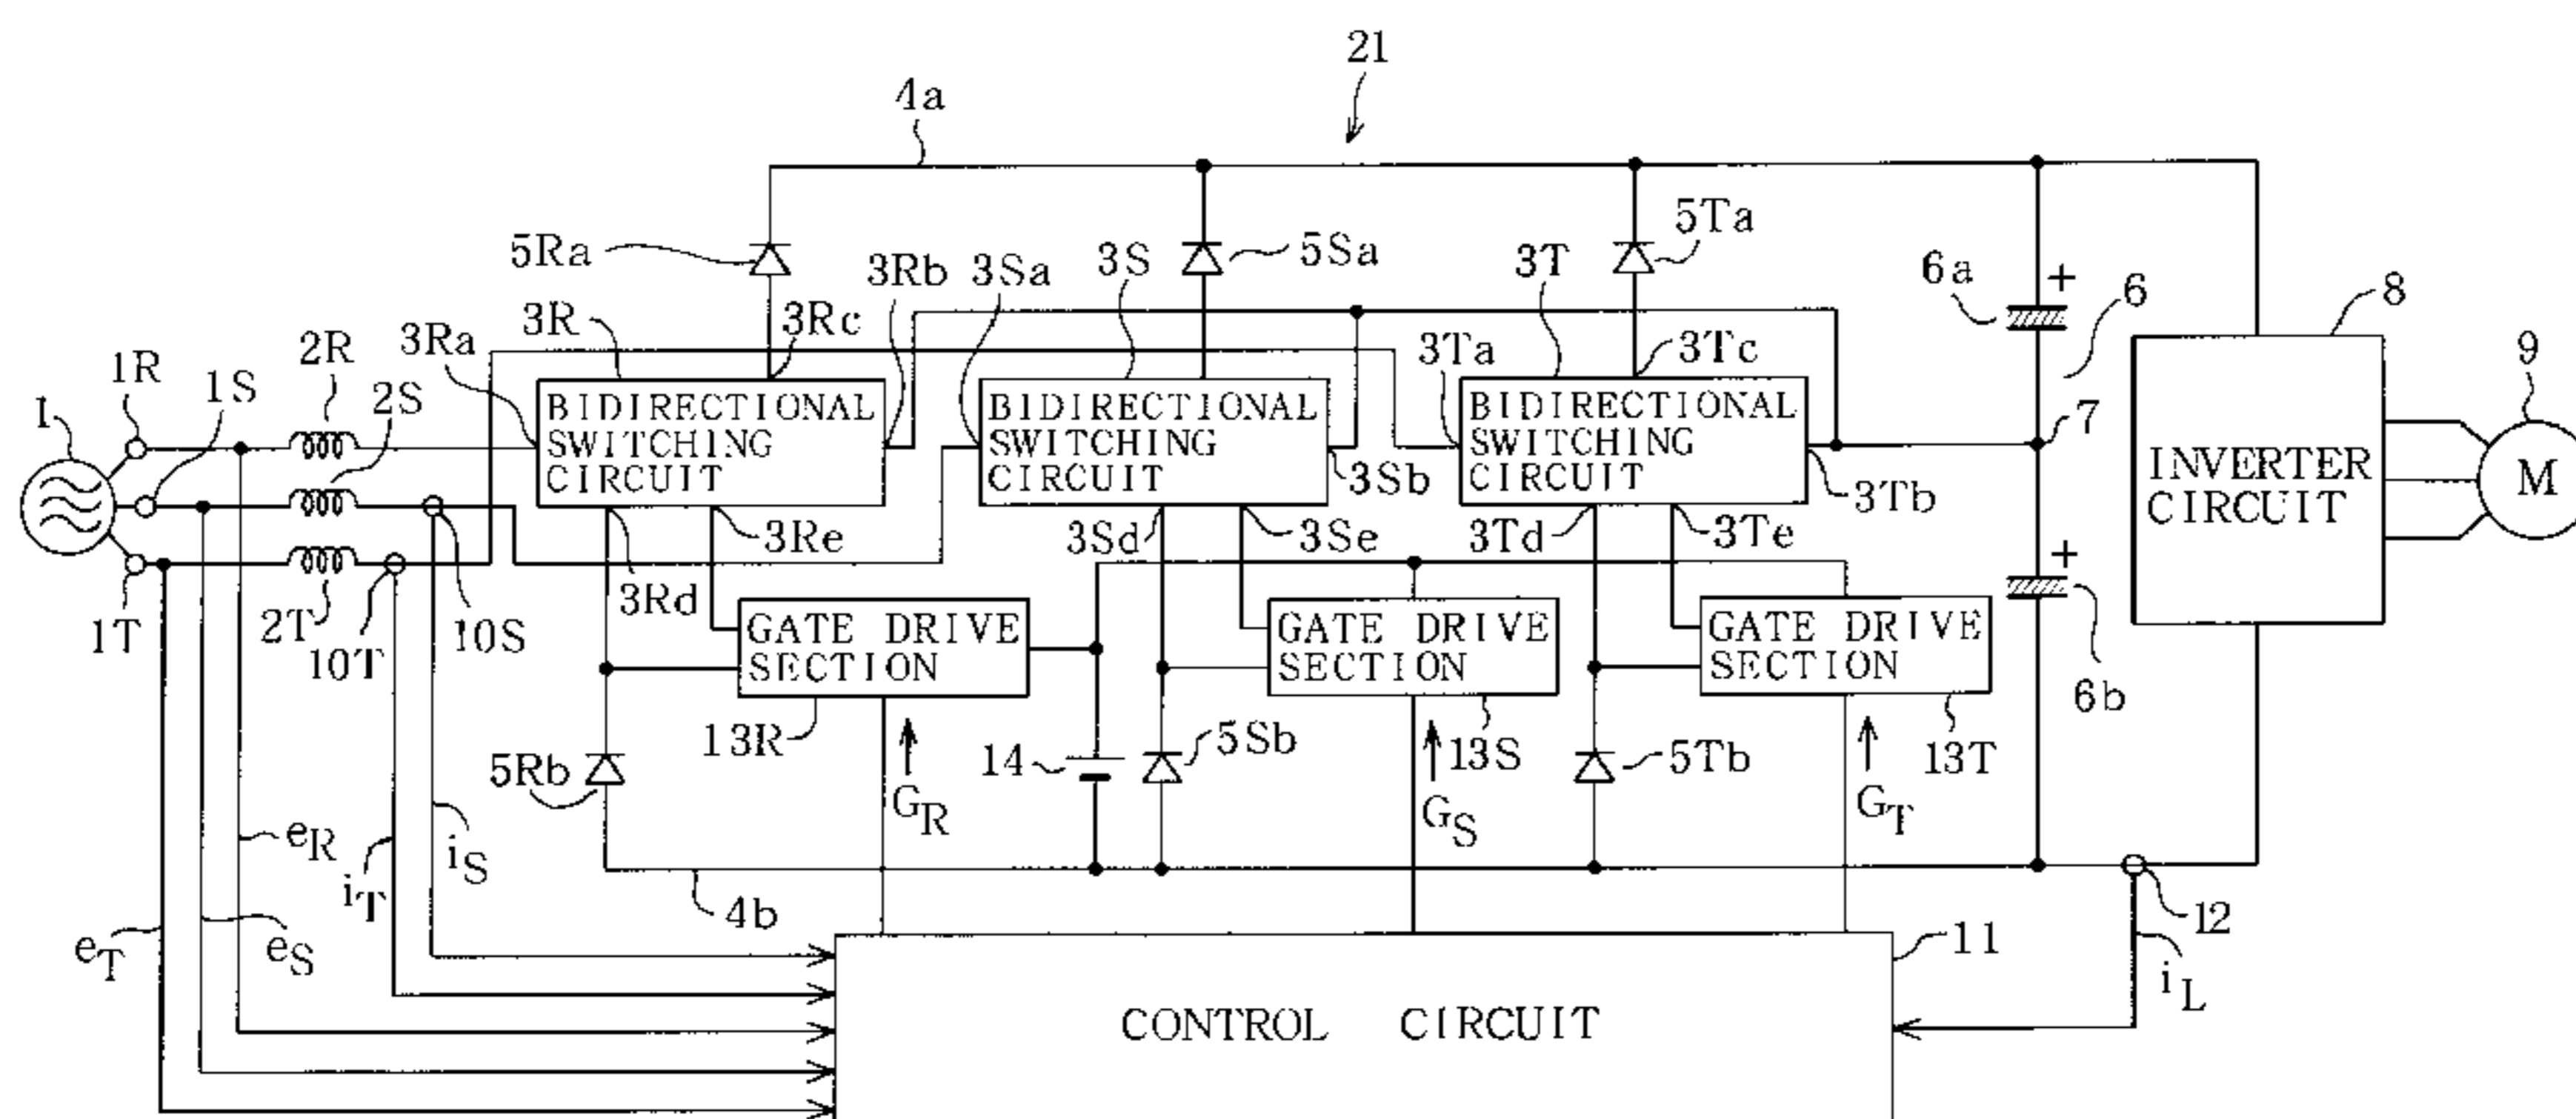 21
4a
5Ra
3Rb
3Sa
3S
5Sa
3T
5Ta
6a
+
6
8
3Ra
3R
3Rc
3Ta
3Tc
1
1R
1S
2R
2S
BIDIRECTIONAL
SWITCHING
CIRCUIT
BIDIRECTIONAL
SWITCHING
CIRCUIT
BIDIRECTIONAL
SWITCHING
CIRCUIT
7
9
3Sb
3Tb
INVERTER
CIRCUIT
M
1T
2T
10T
10S
3Rd
3Re
3Sd
3Se
3Td
3Te
+
6b
GATE DRIVE
SECTION
GATE DRIVE
SECTION
GATE DRIVE
SECTION
13R
13S
13T
5Rb
14
5Sb
5Tb
GR
GS
GT
eR
iS
iT
eS
eT
4b
12
11
iL
CONTROL CIRCUIT